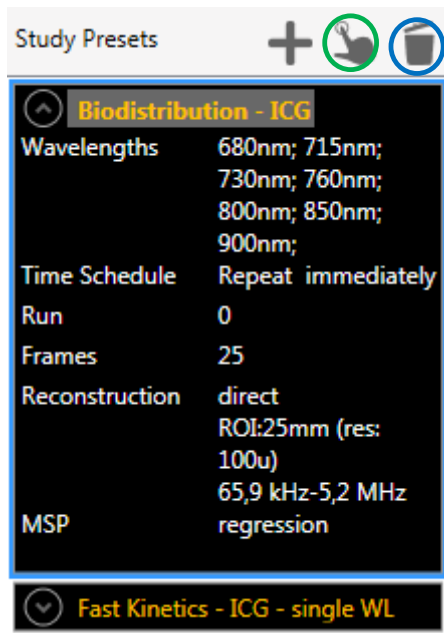 Study Presets
Biodistribution - ICG
Wavelengths 680nm; 715nm;
730nm; 760nm;
800nm; 850nm;
900nm;
Time Schedule Repeat immediately
Run 0
Frames 25
Reconstruction direct
ROI:25mm (res:
100u)
65,9 kHz-5,2 MHz
MSP regression
Fast Kinetics - ICG - single WL